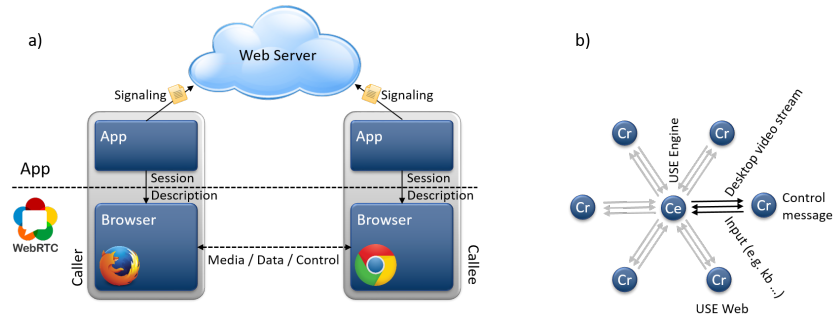 a)
Web Server
Signaling
Signaling
App
App
Session
Description
Session
Description
App
WebRTC
Browser
Browser
Caller
Media / Data / Control
Callee
b)
Cr
Cr
USE Engine
Desktop video stream
Cr
Ce
Cr
Control
message
Input (e.g. kb ...)
Cr
Cr
USE Web